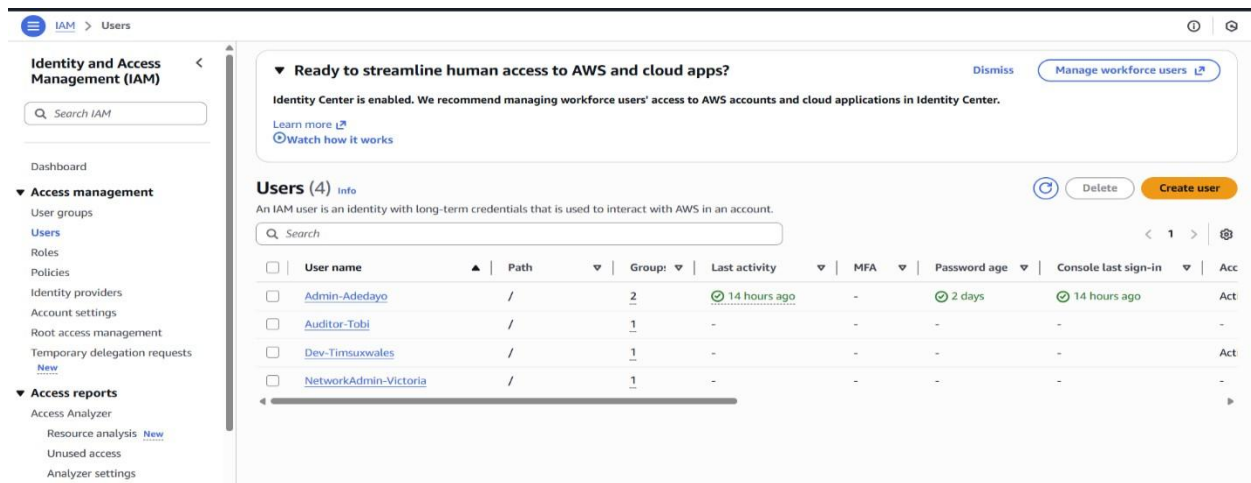 IAM > Users
Identity and Access
Management (IAM)
Search IAM
Dashboard
Access management
User groups
Users
Roles
Policies
Identity providers
Account settings
Root access management
Temporary delegation requests
New
Access reports
Access Analyzer
Resource analysis New
Unused access
Analyzer settings
Ready to streamline human access to AWS and cloud apps?
Dismiss
Manage workforce users
Identity Center is enabled. We recommend managing workforce users' access to AWS accounts and cloud applications in Identity Center.
Learn more
Watch how it works
Users (4) Info
Delete
Create user
An IAM user is an identity with long-term credentials that is used to interact with AWS in an account.
Search
< 1 >
User name Path Group: Last activity MFA Password age Console last sign-in Acc
Admin-Adedayo / 2 14 hours ago - 2 days 14 hours ago Acti
Auditor-Tobi / 1 - - - - -
Dev-Timsuxwales / 1 - - - - Acti
NetworkAdmin-Victoria / 1 - - - - -